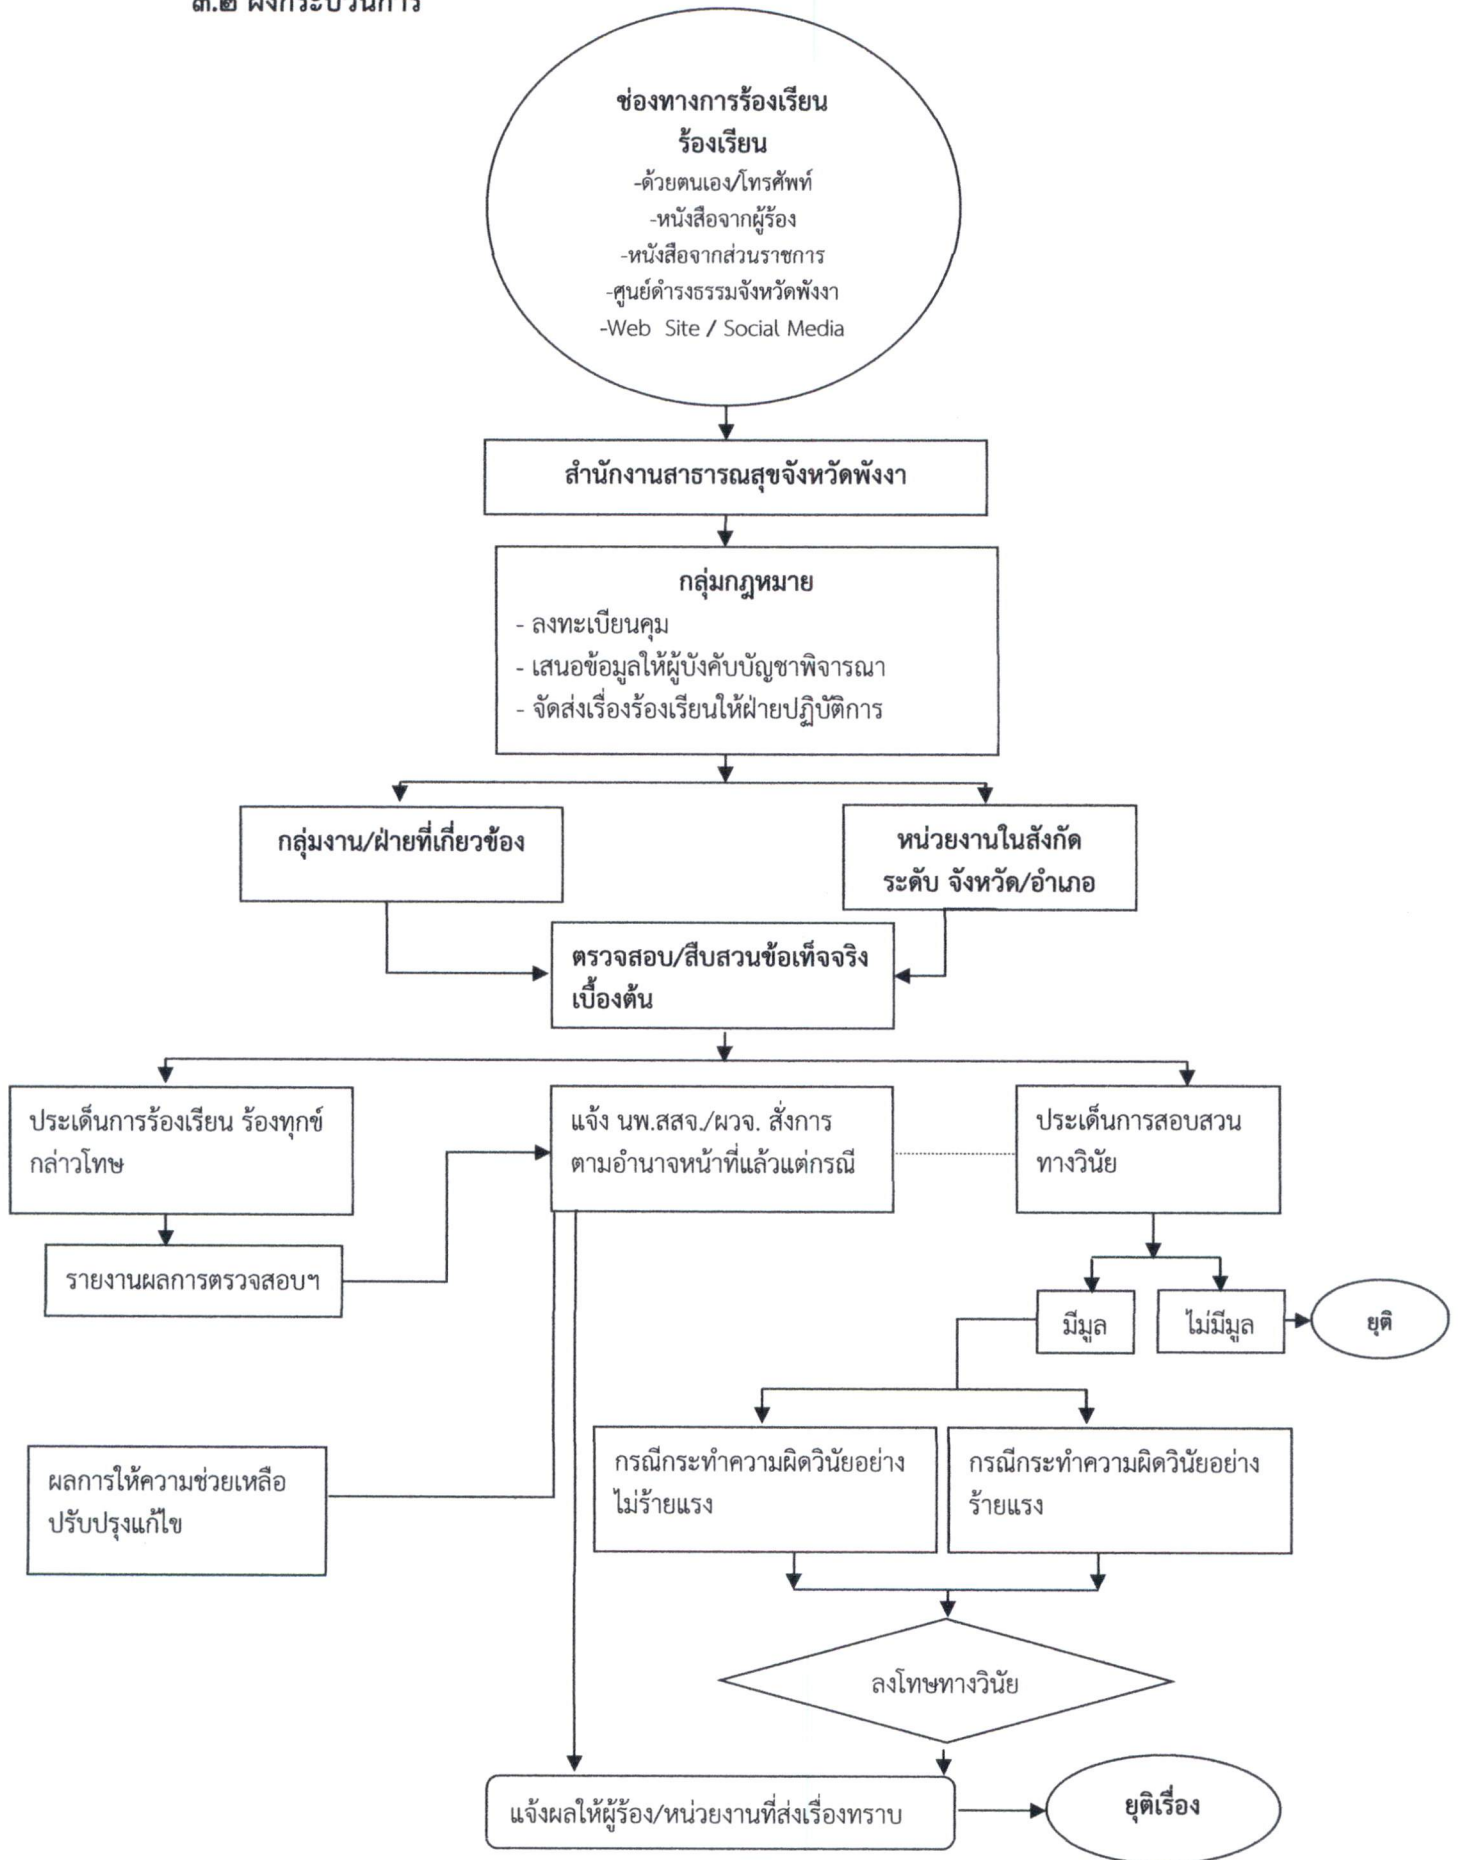 ๓.๒ ผังกระบวนการ
ช่องทางการร้องเรียน
ร้องเรียน
-ด้วยตนเอง/โทรศัพท์
-หนังสือจากผู้ร้อง
-หนังสือจากส่วนราชการ
-ศูนย์ดำรงธรรมจังหวัดพังงา
-Web Site / Social Media
สำนักงานสาธารณสุขจังหวัดพังงา
กลุ่มกฎหมาย
- ลงทะเบียนคุม
- เสนอข้อมูลให้ผู้บังคับบัญชาพิจารณา
- จัดส่งเรื่องร้องเรียนให้ฝ่ายปฏิบัติการ
กลุ่มงาน/ฝ่ายที่เกี่ยวข้อง
หน่วยงานในสังกัด
ระดับ จังหวัด/อำเภอ
ตรวจสอบ/สืบสวนข้อเท็จจริง
เบื้องต้น
ประเด็นการร้องเรียน ร้องทุกข์
กล่าวโทษ
แจ้ง นพ.สสจ./ผวจ. สั่งการ
ตามอำนาจหน้าที่แล้วแต่กรณี
ประเด็นการสอบสวน
ทางวินัย
รายงานผลการตรวจสอบฯ
มีมูล
ไม่มีมูล
ยุติ
ผลการให้ความช่วยเหลือ
ปรับปรุงแก้ไข
กรณีกระทำความผิดวินัยอย่าง
ไม่ร้ายแรง
กรณีกระทำความผิดวินัยอย่าง
ร้ายแรง
ลงโทษทางวินัย
แจ้งผลให้ผู้ร้อง/หน่วยงานที่ส่งเรื่องทราบ
ยุติเรื่อง